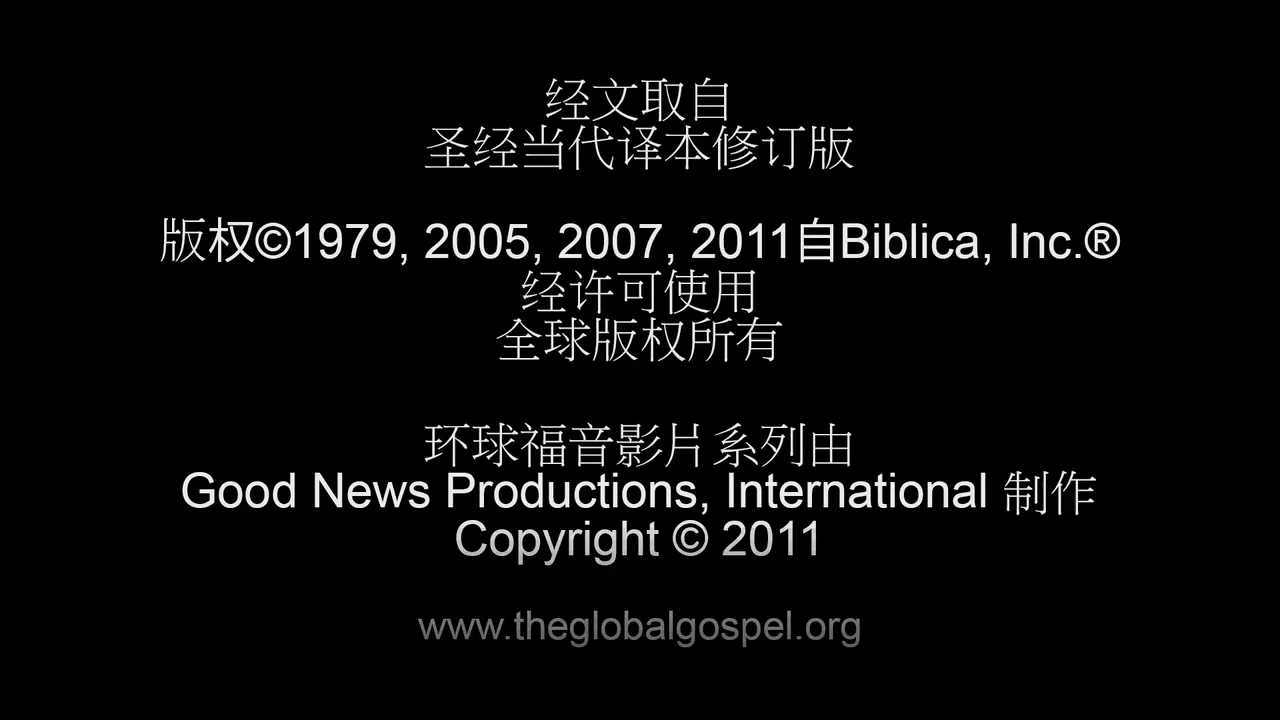 经文取自
圣经当代译本修订版
版权©1979, 2005, 2007, 2011自Biblica, Inc.®
经许可使用
全球版权所有
环球福音影片系列由
Good News Productions, International 制作
Copyright © 2011
www.theglobalgospel.org